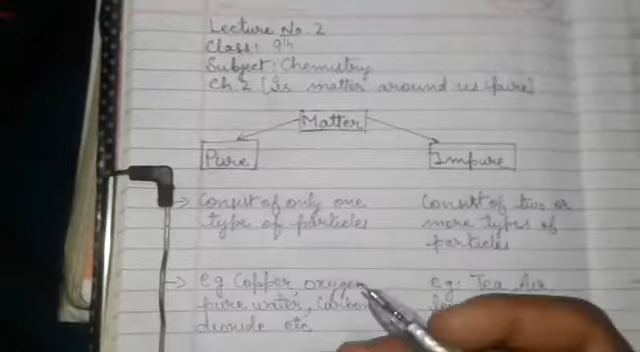 Lecture No. 2
Class: 9th
Subject: Chemistry
Ch.2 [Is matter around us pure]
Matter
Pure
Impure
→ Consist of only one
type of particles
Consist of two or
more types of
particles
→ eg Copper, oxygen
pure water, Carbon
dioxide etc
eg: Tea, Air,